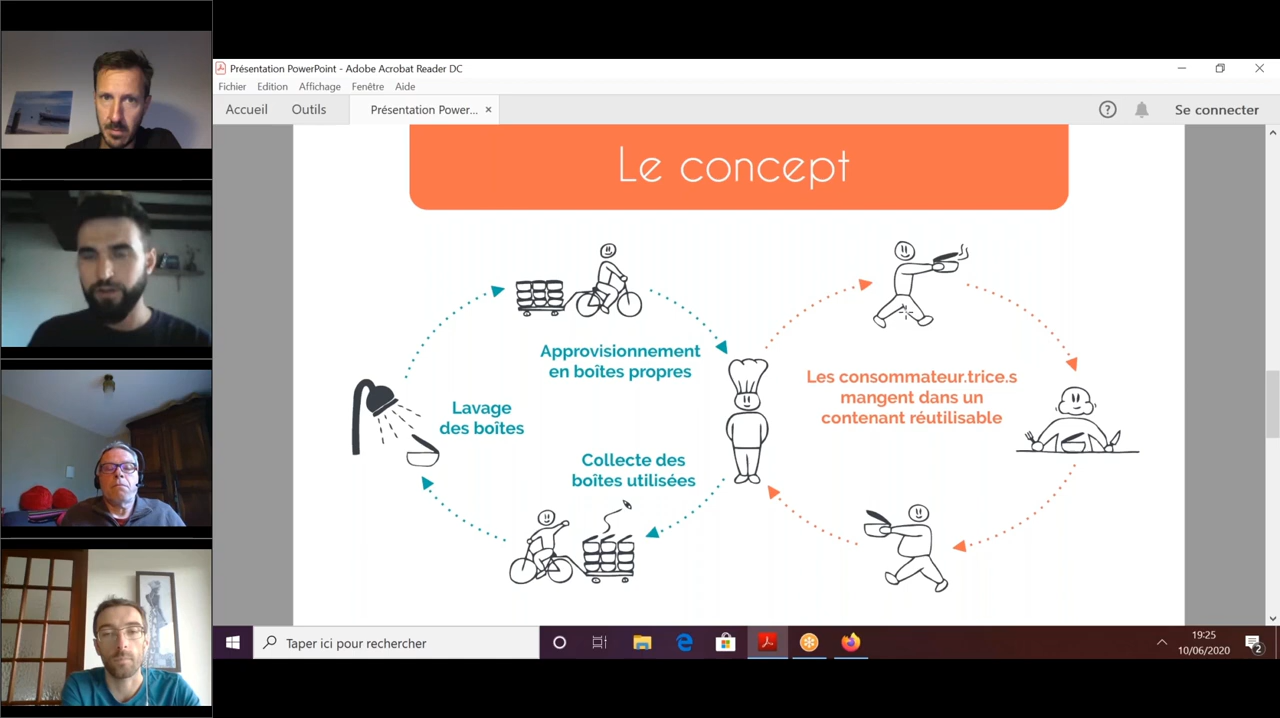 Présentation PowerPoint - Adobe Acrobat Reader DC
Fichier Edition Affichage Fenêtre Aide
Accueil Outils Présentation Power... × Se connecter
Le concept
Approvisionnement
en boîtes propres
Les consommateur.trice.s
mangent dans un
contenant réutilisable
Lavage
des boîtes
Collecte des
boîtes utilisées
Taper ici pour rechercher
19:25
10/06/2020
2